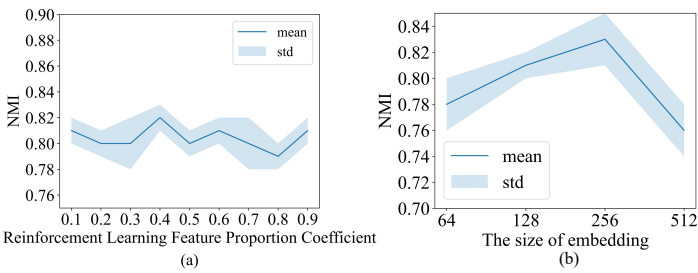 0.90
0.88
0.86
0.84
0.82
0.80
0.78
0.76
NMI
mean
std
0.1 0.2 0.3 0.4 0.5 0.6 0.7 0.8 0.9
Reinforcement Learning Feature Proportion Coefficient
(a)
0.84
0.82
0.80
0.78
0.76
0.74
0.72
0.70
NMI
mean
std
64 128 256 512
The size of embedding
(b)